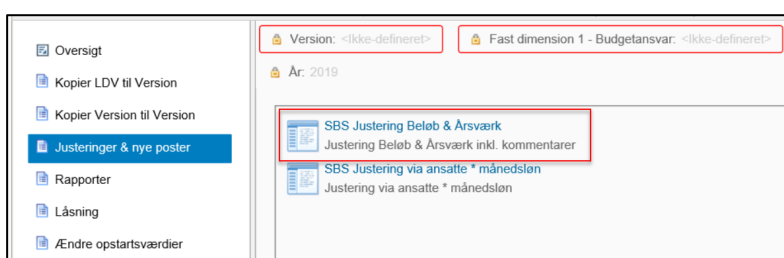 Oversigt
Kopier LDV til Version
Kopier Version til Version
Justeringer & nye poster
Rapporter
Låsning
Ændre opstartsværdier
Version: <Ikke-defineret>
Fast dimension 1 - Budgetansvar: <Ikke-defineret>
År: 2019
SBS Justering Beløb & Årsværk
Justering Beløb & Årsværk inkl. kommentarer
SBS Justering via ansatte * månedsløn
Justering via ansatte * månedsløn